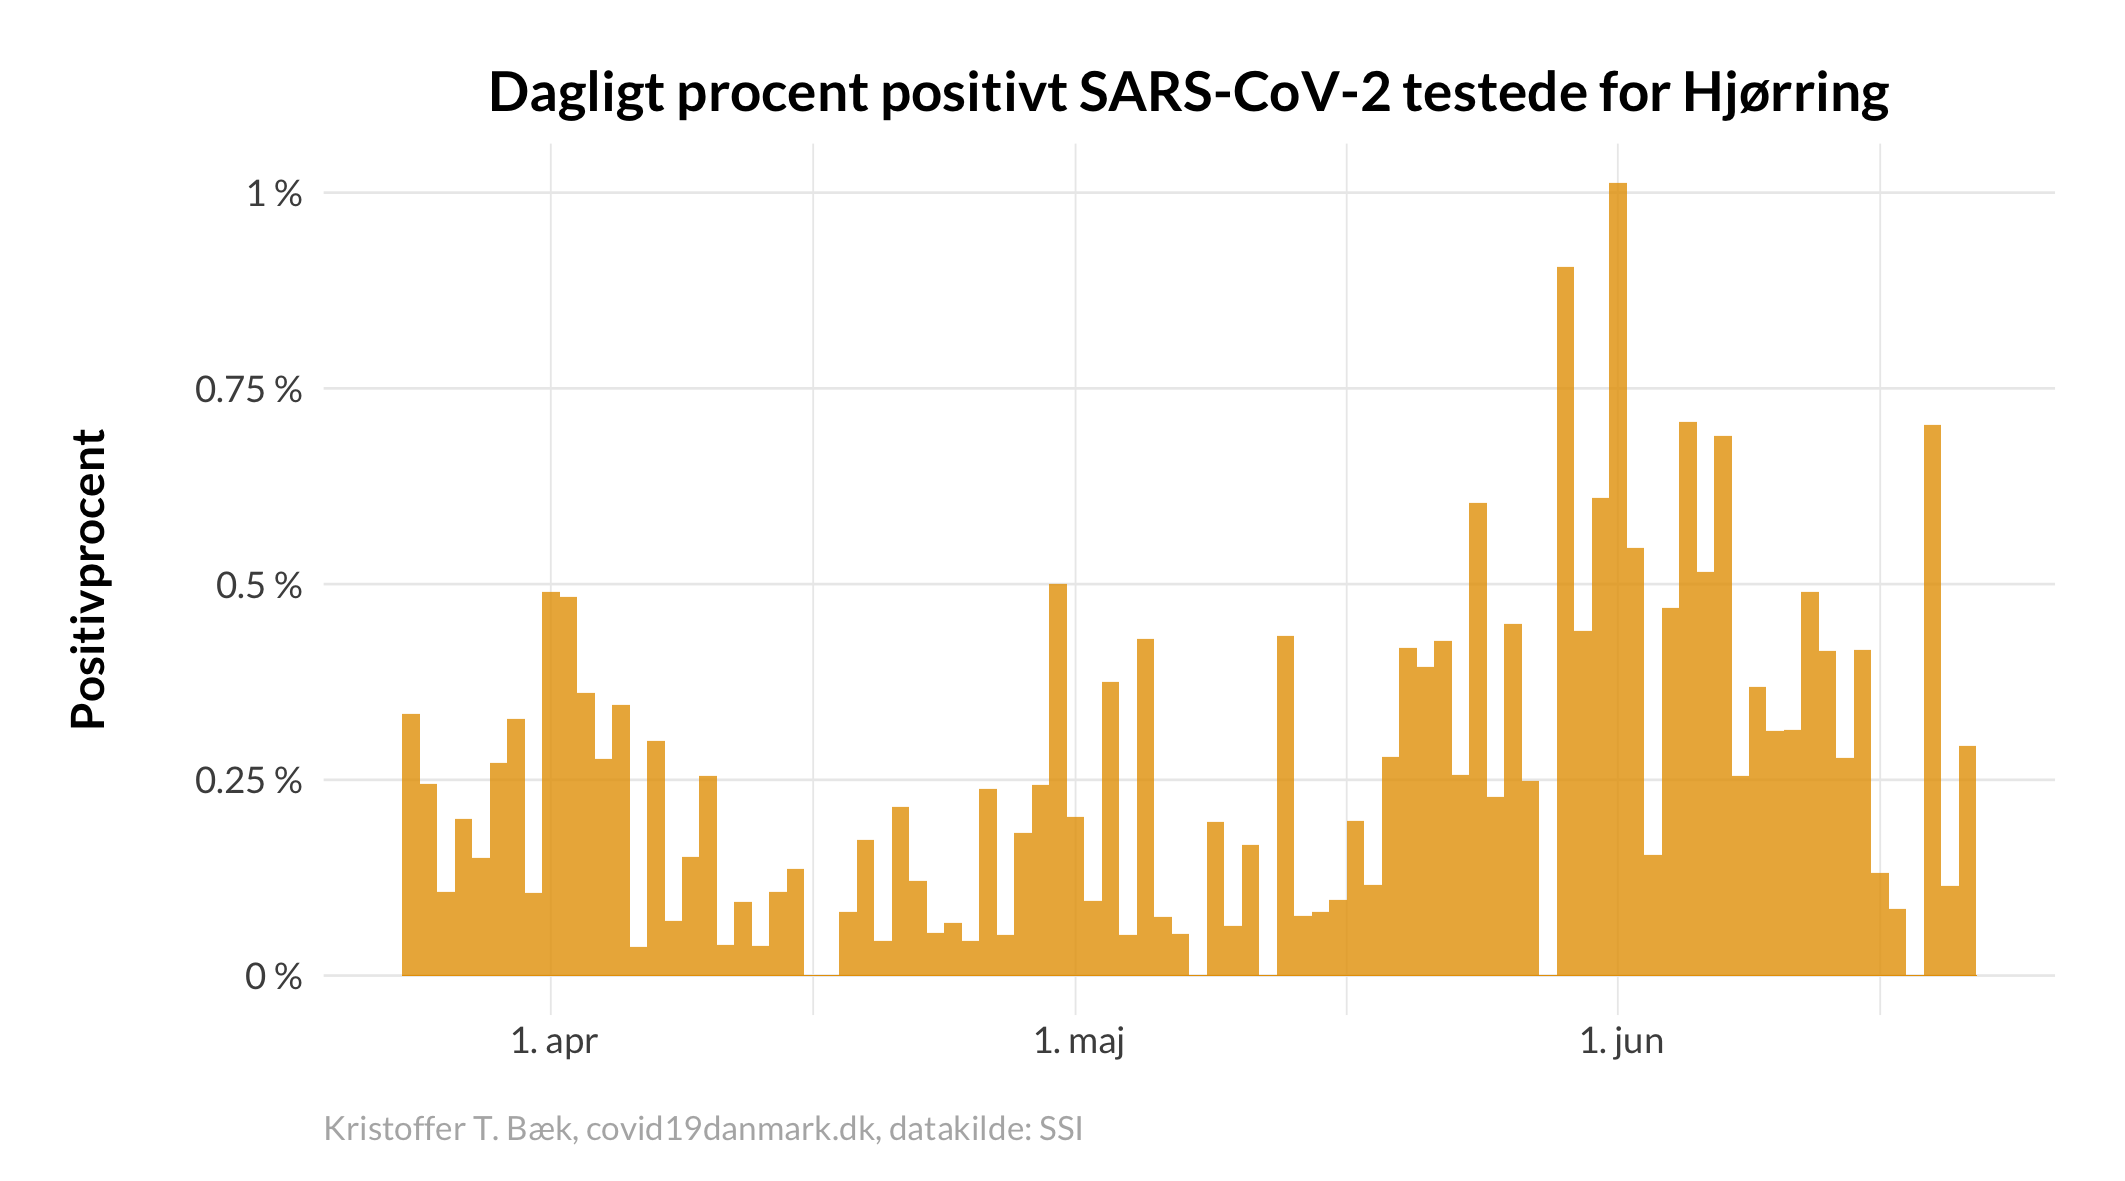 Dagligt procent positivt SARS-CoV-2 testede for Hjørring
Positivprocent
1 %
0.75 %
0.5 %
0.25 %
0 %
1. apr
1. maj
1. jun
Kristoffer T. Bæk, covid19danmark.dk, datakilde: SSI